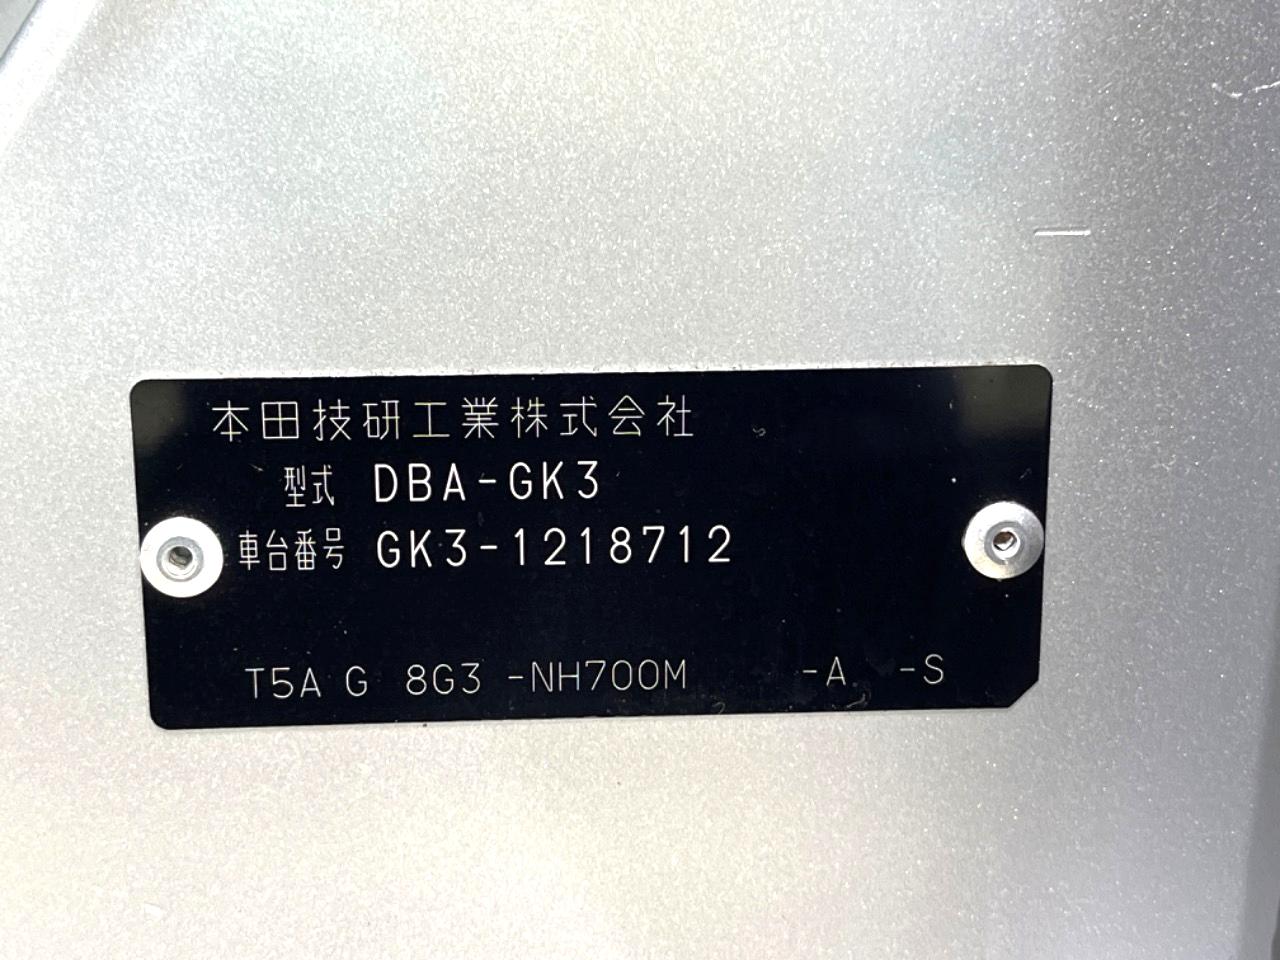 本田技研工業株式会社
型式 DBA-GK3
車台番号 GK3-1218712
T5A G 8G3 -NH700M -A -S